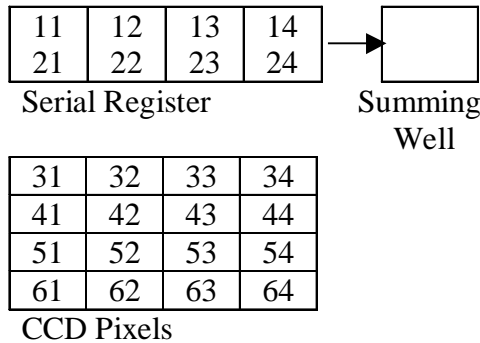 11 12 13 14
21 22 23 24
Serial Register
Summing
Well
31 32 33 34
41 42 43 44
51 52 53 54
61 62 63 64
CCD Pixels